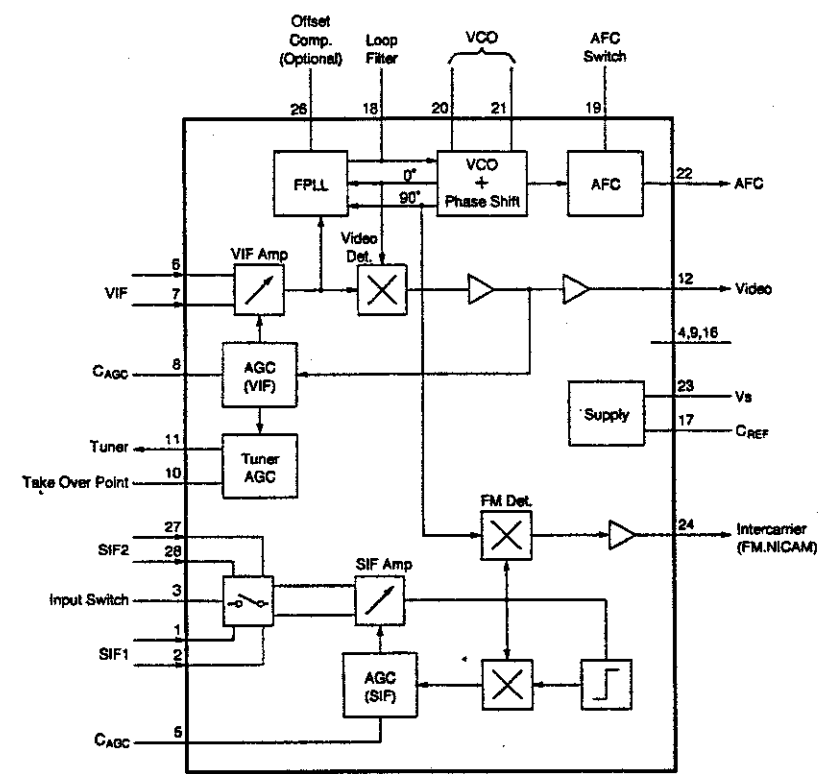 Offset
Comp.
(Optional)
Loop
Filter
VCO
AFC
Switch
26
18
20
21
19
FPLL
0°
90°
VCO
+
Phase Shift
AFC
22
AFC
VIF Amp
Video
Det.
6
7
VIF
12
Video
4,9,16
CAGC
8
AGC
(VIF)
Supply
23
Vs
17
CREF
Tuner
11
Tuner
AGC
Take Over Point
10
FM Det.
24
Intercarrier
(FM.NICAM)
27
SIF2
28
SIF Amp
Input Switch
3
1
SIF1
2
AGC
(SIF)
CAGC
5